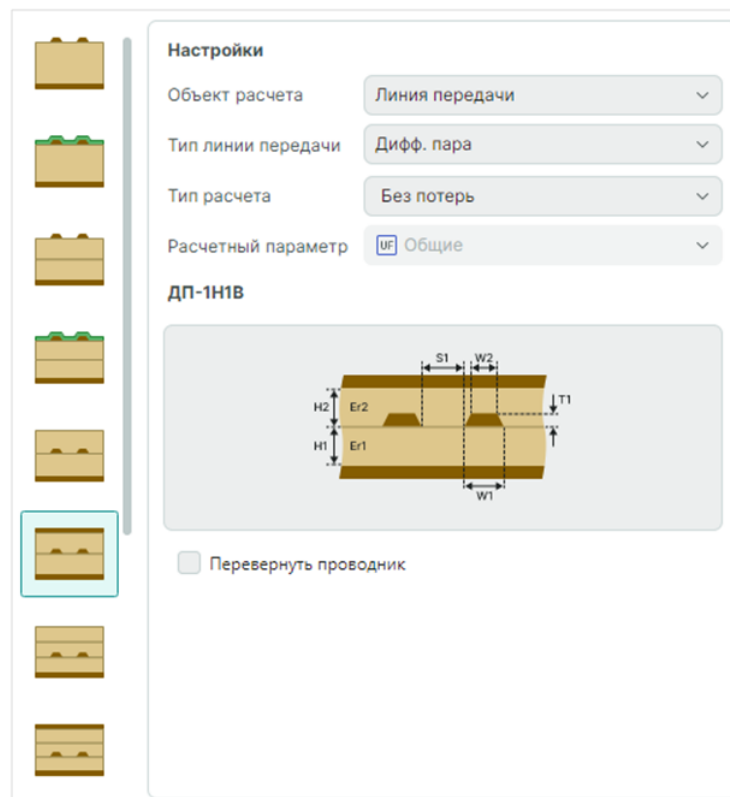 Настройки
Объект расчета Линия передачи
Тип линии передачи Дифф. пара
Тип расчета Без потерь
Расчетный параметр UF Общие
ДП-1Н1В
S1 W2
T1
H2 Er2
H1 Er1
W1
Перевернуть проводник